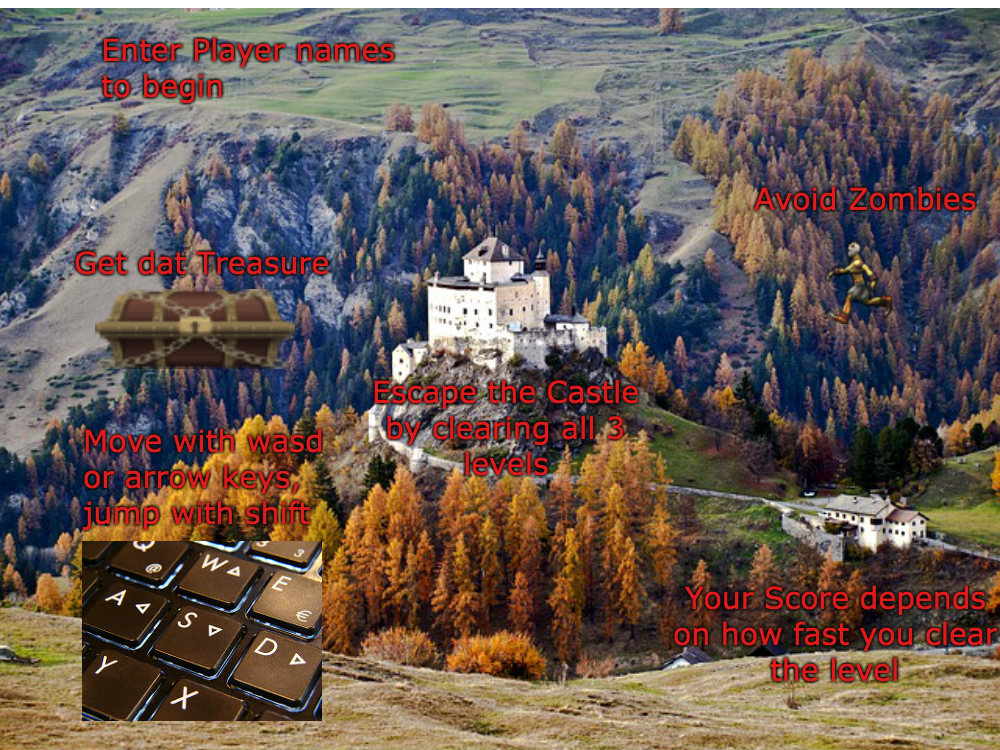 Enter Player names
to begin
Avoid Zombies
Get dat Treasure
Escape the Castle
by clearing all 3
levels
Move with wasd
or arrow keys,
jump with shift
Q @
W
3
E €
A
S
D
Y
X
Your Score depends
on how fast you clear
the level